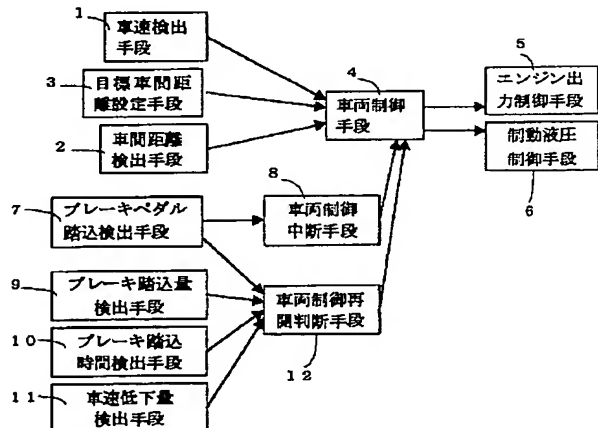 1
車速検出
手段
3
目標車間距
離設定手段
2
車間距離
検出手段
4
車両制御
手段
5
エンジン出
力制御手段
制動液圧
制御手段
6
7
ブレーキペダル
踏込検出手段
8
車両制御
中断手段
9
ブレーキ踏込量
検出手段
10
ブレーキ踏込
時間検出手段
11
車速低下量
検出手段
車両制御再
開判断手段
12